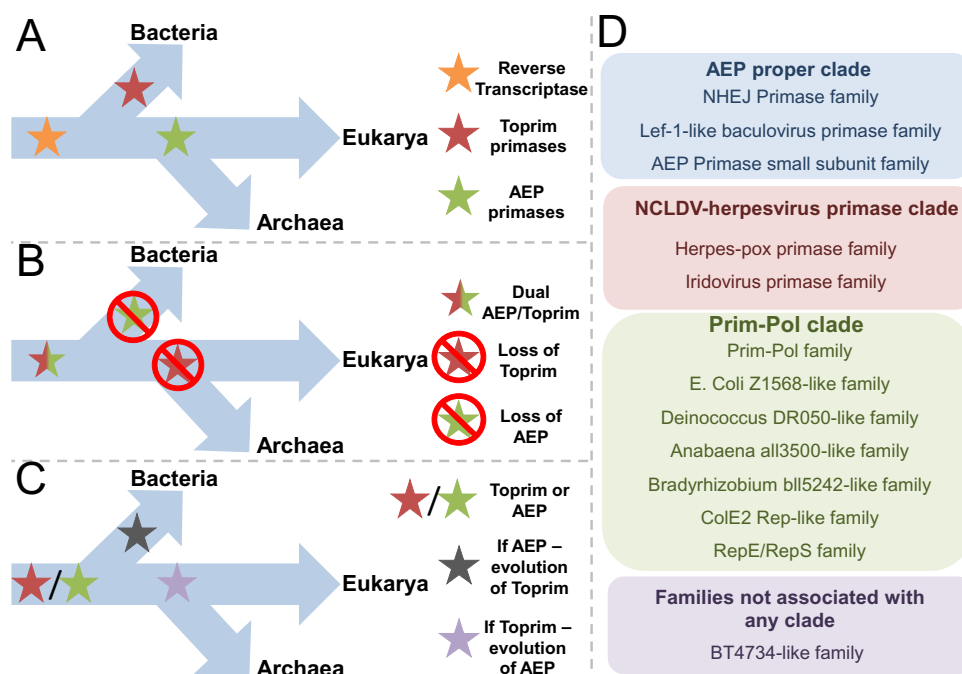 A
Bacteria
Eukarya
Archaea
Reverse
Transcriptase
Toprim
primases
AEP
primases
B
Bacteria
Eukarya
Archaea
Dual
AEP/Toprim
Loss of
Toprim
Loss of
AEP
C
Bacteria
/
Eukarya
Archaea
/
Toprim or
AEP
If AEP –
evolution
of Toprim
If Toprim –
evolution
of AEP
D
AEP proper clade
NHEJ Primase family
Lef-1-like baculovirus primase family
AEP Primase small subunit family
NCLDV-herpesvirus primase clade
Herpes-pox primase family
Iridovirus primase family
Prim-Pol clade
Prim-Pol family
E. Coli Z1568-like family
Deinococcus DR050-like family
Anabaena all3500-like family
Bradyrhizobium bll5242-like family
ColE2 Rep-like family
RepE/RepS family
Families not associated with
any clade
BT4734-like family